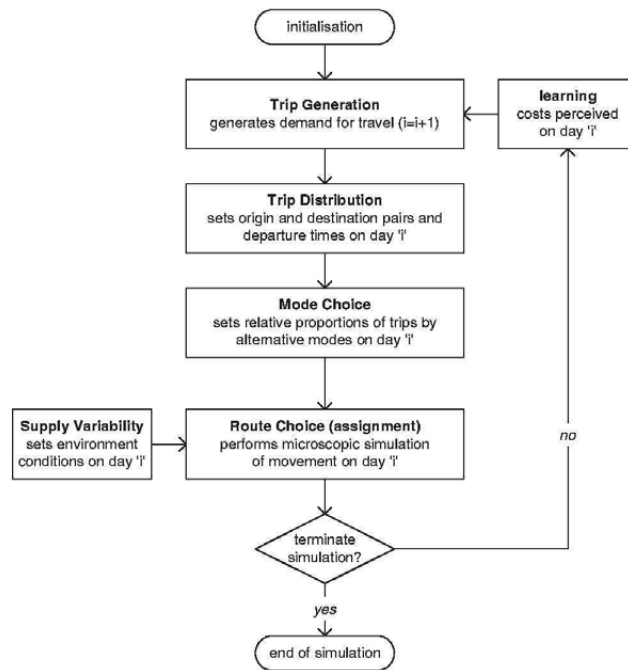 initialisation
Trip Generation
generates demand for travel (i=i+1)
learning
costs perceived
on day 'i'
Trip Distribution
sets origin and destination pairs and
departure times on day 'i'
Mode Choice
sets relative proportions of trips by
alternative modes on day 'i'
Supply Variability
sets environment
conditions on day 'i'
Route Choice (assignment)
performs microscopic simulation
of movement on day 'i'
no
terminate
simulation?
yes
end of simulation